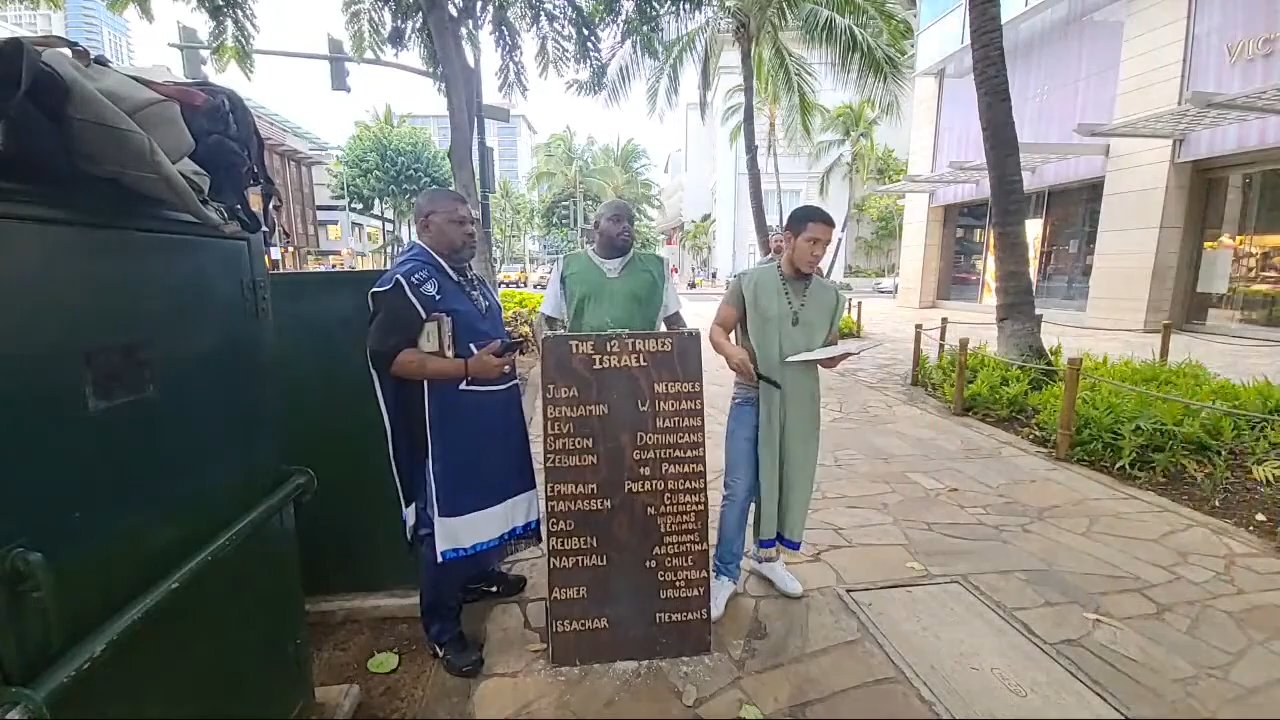 VICT
THE 12 TRIBES
ISRAEL
JUDA NEGROES
BENJAMIN W. INDIANS
LEVI HAITIANS
SIMEON DOMINICANS
ZEBULON GUATEMALANS
to PANAMA
EPHRAIM PUERTO RICANS
MANASSEH CUBANS
GAD N. AMERICAN
INDIANS
REUBEN SEMINOLE
INDIANS
NAPTHALI ARGENTINA
to CHILE
ASHER COLOMBIA
to
URUGUAY
ISSACHAR MEXICANS